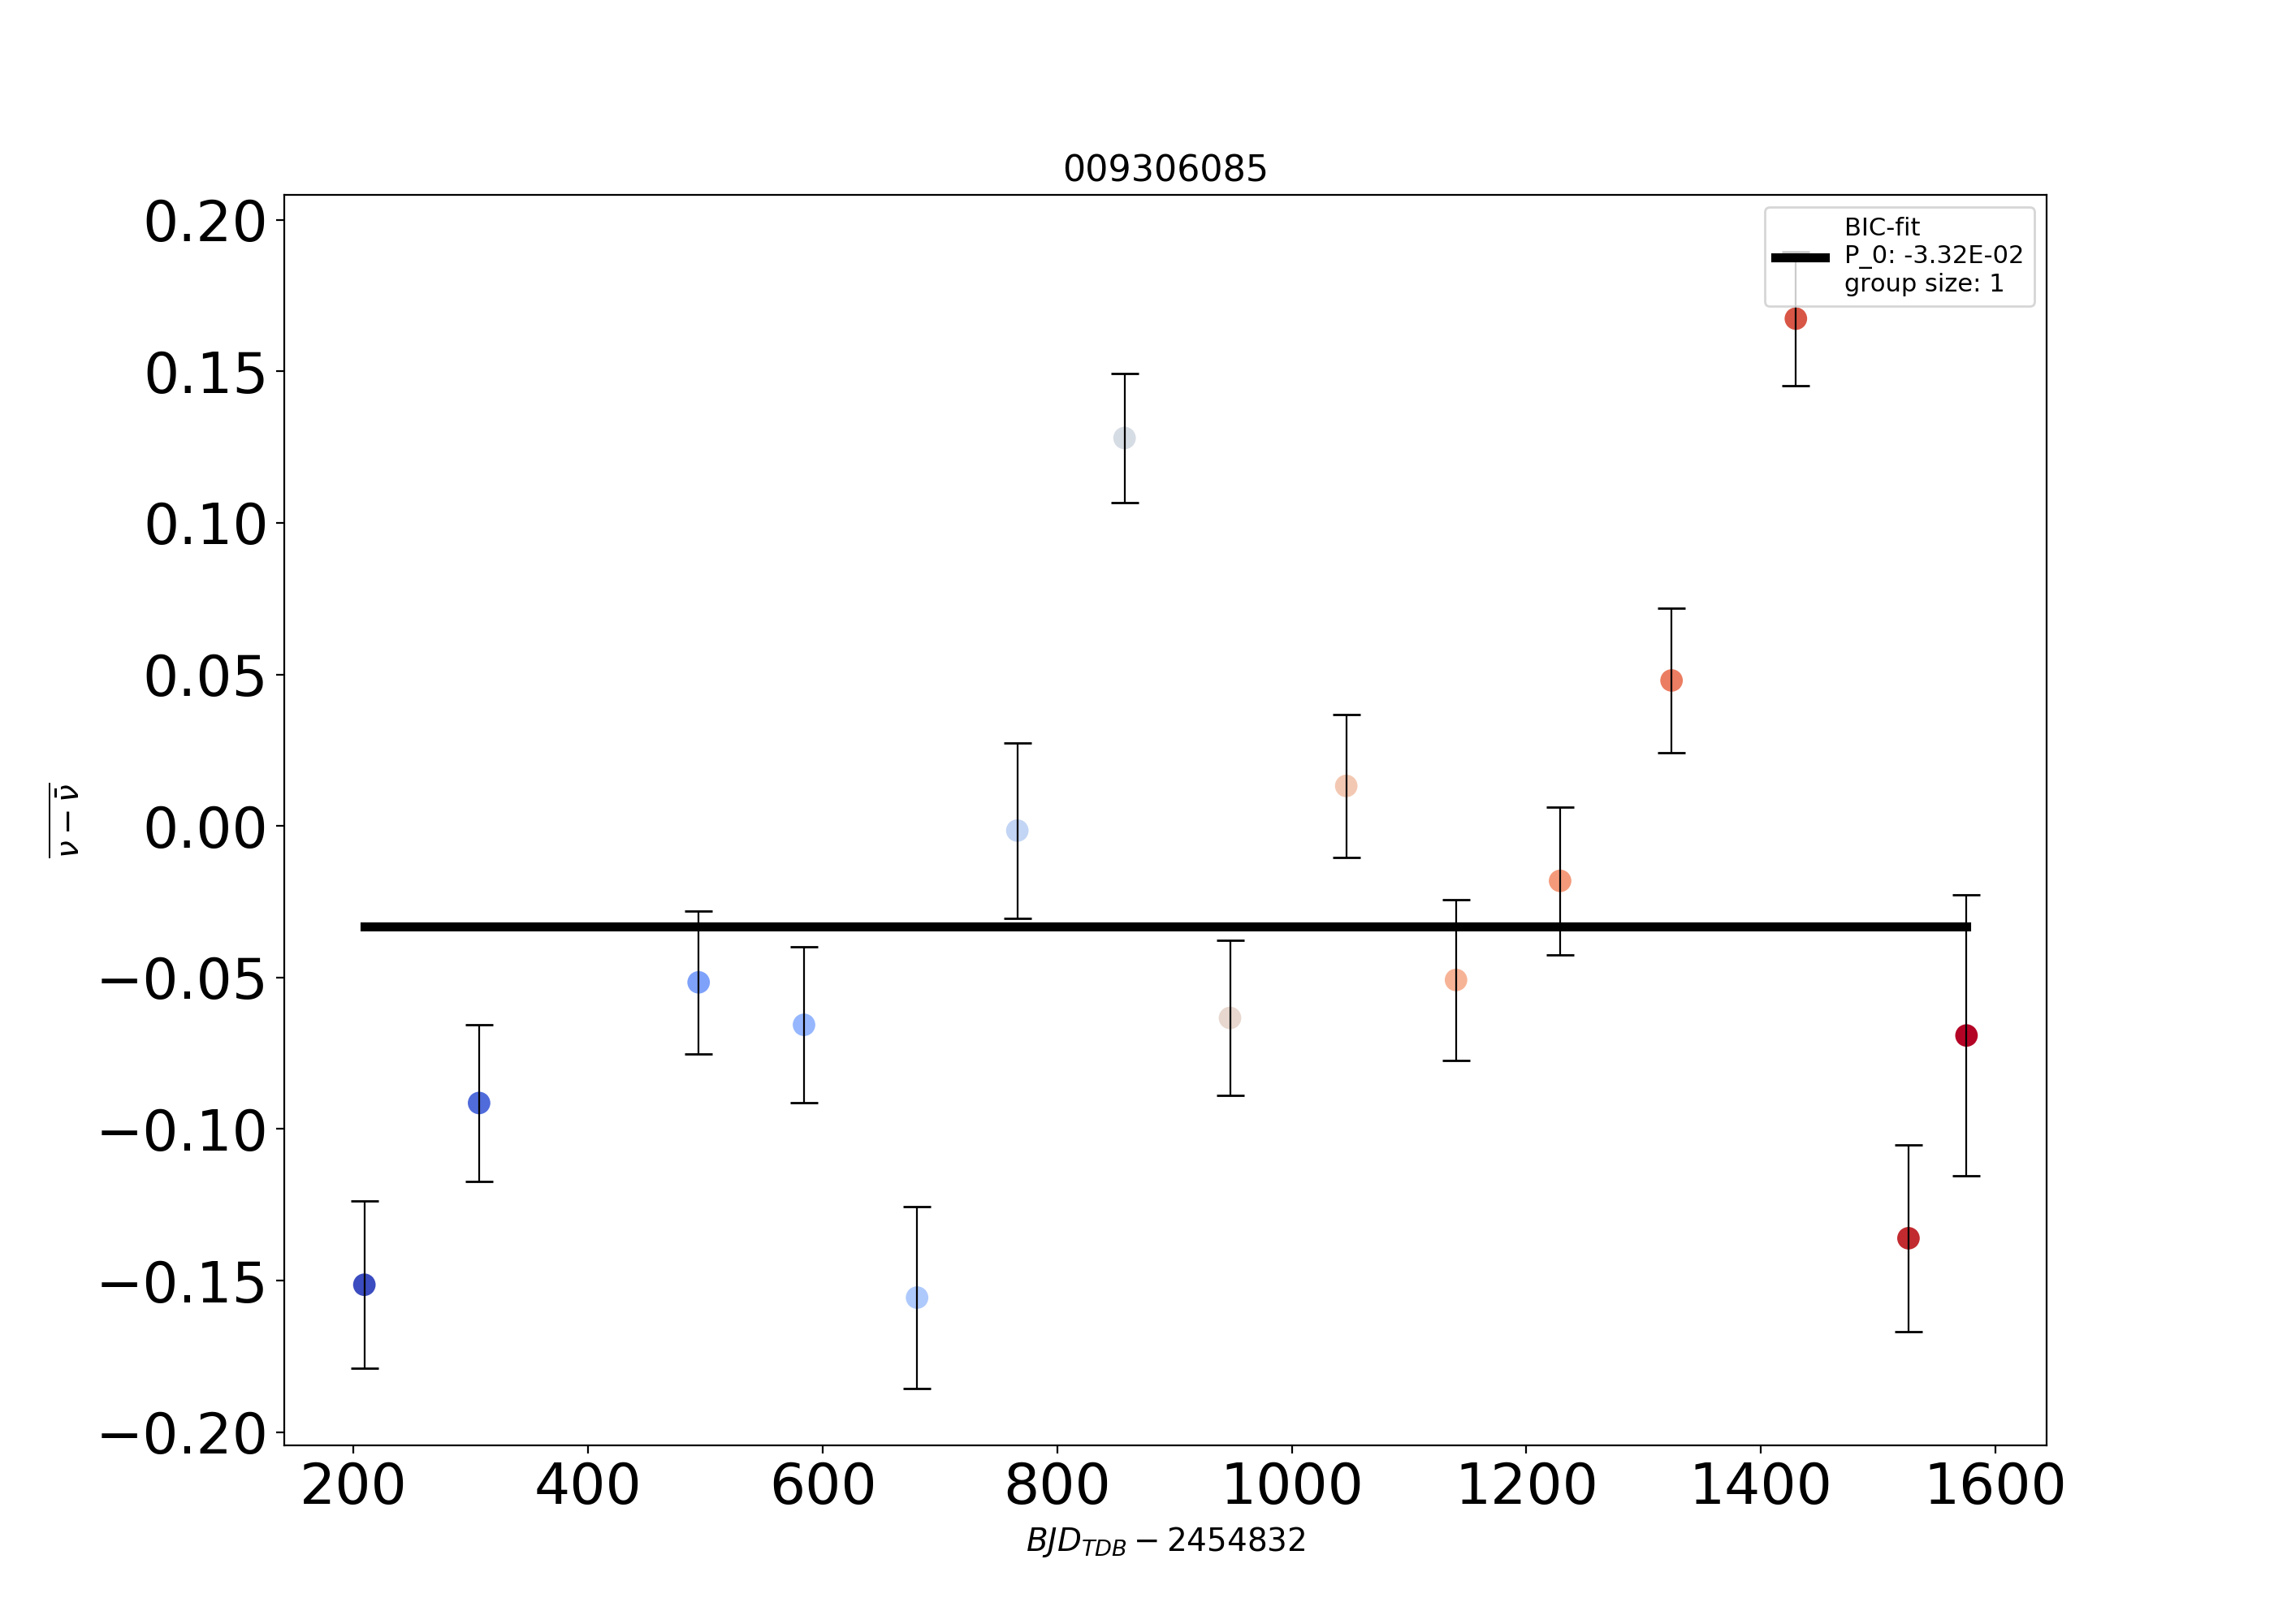 009306085
0.20
0.15
0.10
0.05
0.00
−0.05
−0.10
−0.15
−0.20
BIC-fit
P_0: -3.32E-02
group size: 1
ν − ν̄
200 400 600 800 1000 1200 1400 1600
BJD_TDB − 2454832